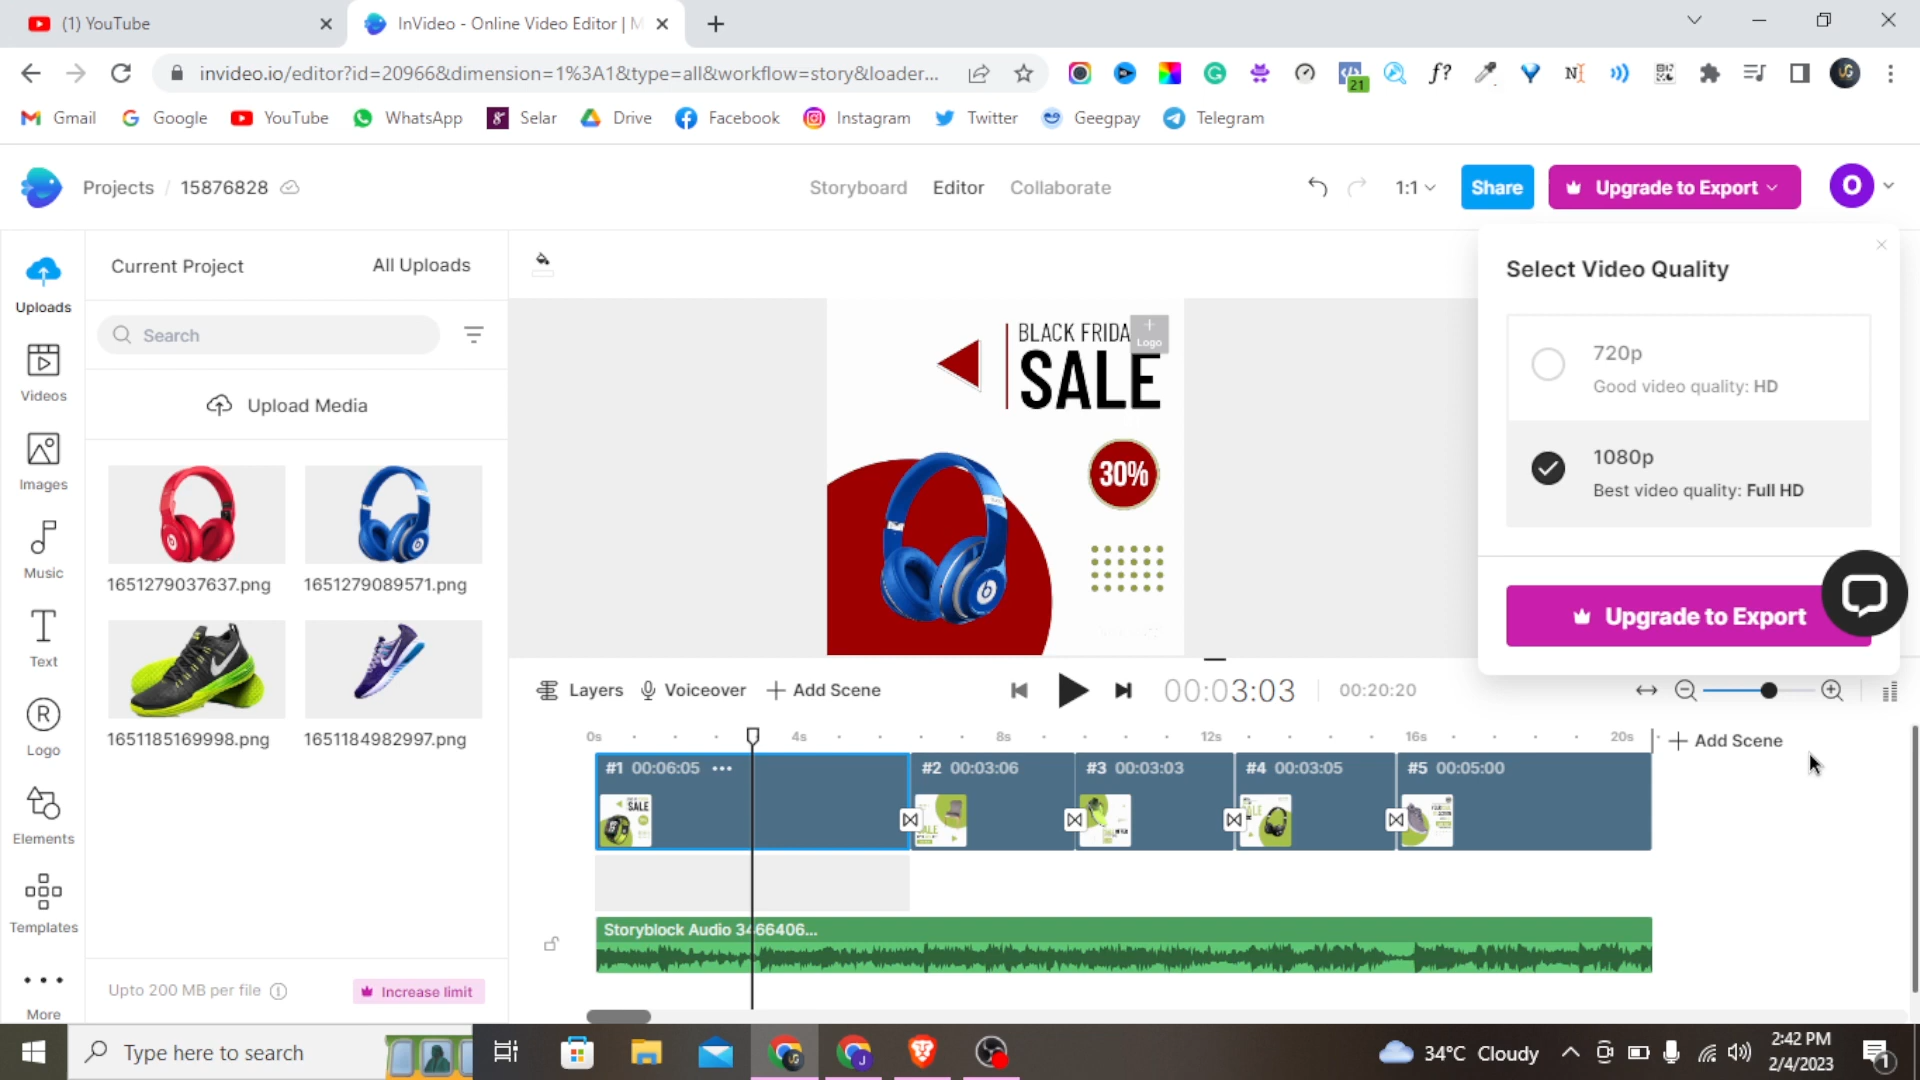 (1) YouTube
InVideo - Online Video Editor | M
invideo.io/editor?id=20966&dimension=1%3A1&type=all&workflow=story&loader...
f?
21
UG
Gmail Google YouTube WhatsApp Selar Drive Facebook Instagram Twitter Geegpay Telegram
Projects / 15876828
Storyboard Editor Collaborate
1:1
Share
Upgrade to Export
O
Uploads
Videos
Images
Music
Text
Logo
Elements
Templates
More
Current Project All Uploads
Search
Upload Media
1651279037637.png 1651279089571.png
1651185169998.png 1651184982997.png
Upto 200 MB per file
Increase limit
BLACK FRIDA
Logo
SALE
30%
Select Video Quality
720p
Good video quality: HD
1080p
Best video quality: Full HD
Upgrade to Export
Layers Voiceover + Add Scene
00:03:03 00:20:20
0s 4s 8s 12s 16s 20s
+ Add Scene
#1 00:06:05 #2 00:03:06 #3 00:03:03 #4 00:03:05 #5 00:05:00
Storyblock Audio 3466406...
Type here to search
34°C Cloudy
2:42 PM
2/4/2023
1